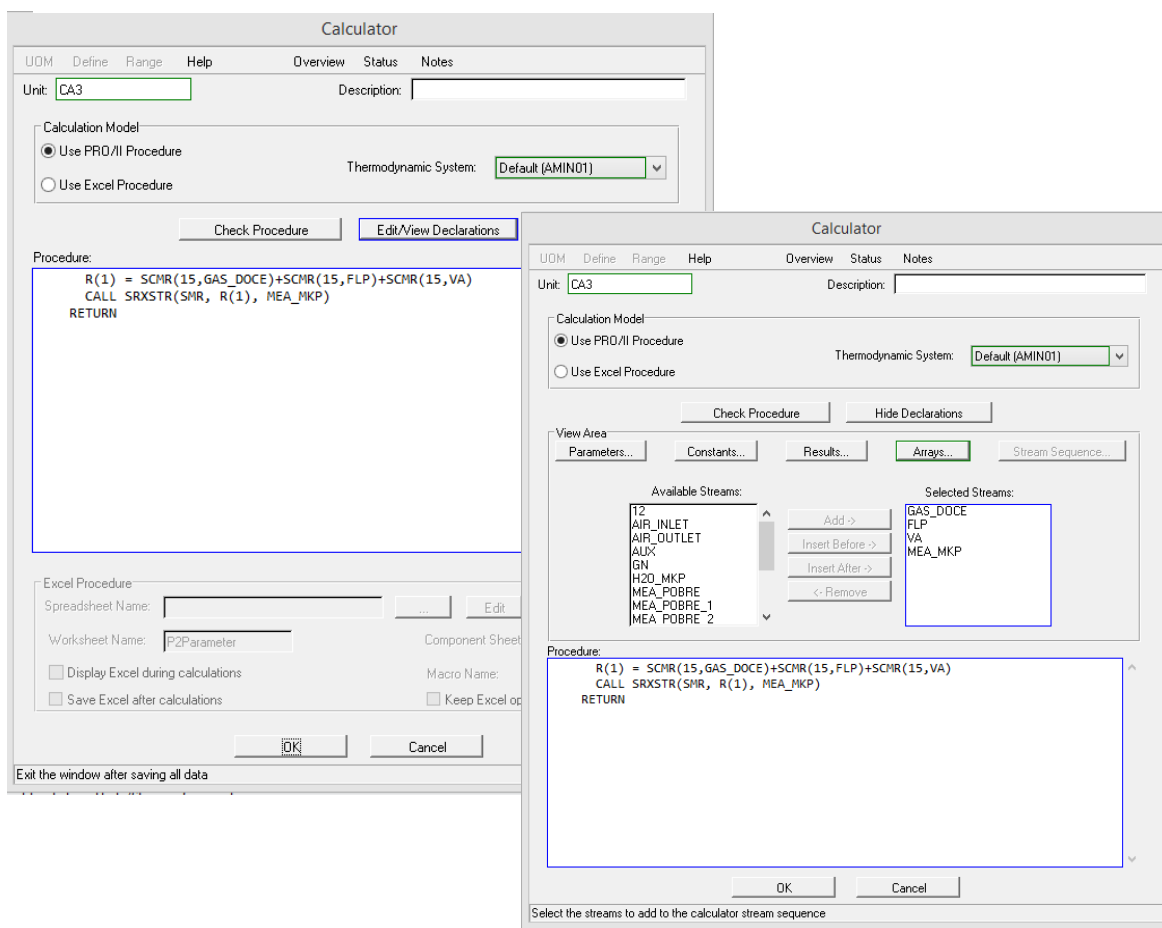 Calculator
UOM Define Range Help Overview Status Notes
Unit: CA3 Description:
Calculation Model
Use PRO/II Procedure
Thermodynamic System: Default (AMIN01)
Use Excel Procedure
Check Procedure Edit/View Declarations
Procedure:
R(1) = SCMR(15,GAS_DOCE)+SCMR(15,FLP)+SCMR(15,VA)
CALL SRXSTR(SMR, R(1), MEA_MKP)
RETURN
Excel Procedure
Spreadsheet Name: ... Edit
Worksheet Name: P2Parameter Component Sheet
Display Excel during calculations Macro Name:
Save Excel after calculations Keep Excel op
OK Cancel
Exit the window after saving all data
Calculator
UOM Define Range Help Overview Status Notes
Unit: CA3 Description:
Calculation Model
Use PRO/II Procedure
Thermodynamic System: Default (AMIN01)
Use Excel Procedure
Check Procedure Hide Declarations
View Area
Parameters... Constants... Results... Arrays... Stream Sequence...
Available Streams: Selected Streams:
12 GAS_DOCE
AIR_INLET Add -> FLP
AIR_OUTLET VA
AUX Insert Before -> MEA_MKP
GN
H2O_MKP Insert After ->
MEA_POBRE
MEA_POBRE_1 <- Remove
MEA_POBRE_2
Procedure:
R(1) = SCMR(15,GAS_DOCE)+SCMR(15,FLP)+SCMR(15,VA)
CALL SRXSTR(SMR, R(1), MEA_MKP)
RETURN
OK Cancel
Select the streams to add to the calculator stream sequence